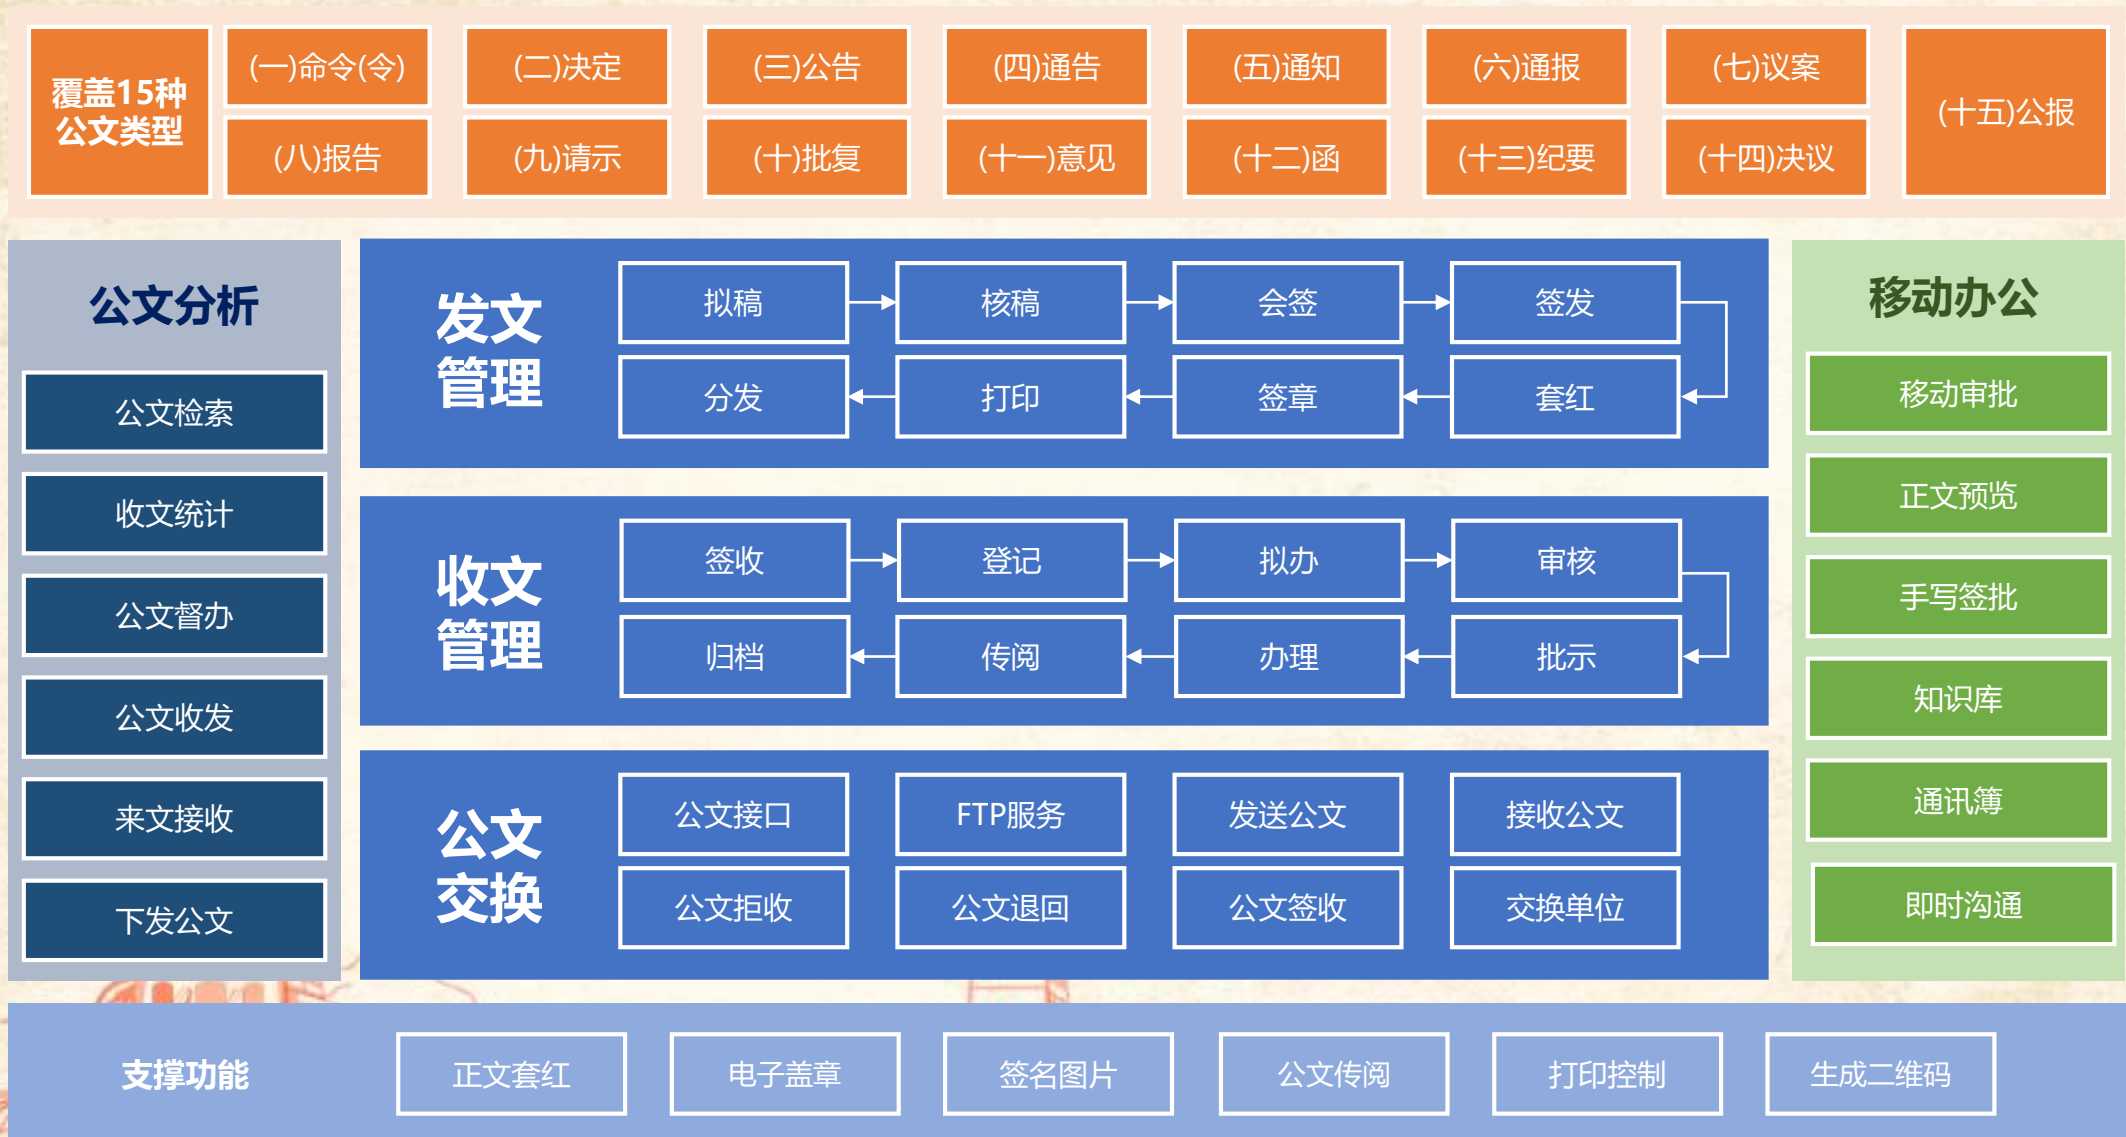 覆盖15种
公文类型
(一)命令(令)
(二)决定
(三)公告
(四)通告
(五)通知
(六)通报
(七)议案
(八)报告
(九)请示
(十)批复
(十一)意见
(十二)函
(十三)纪要
(十四)决议
(十五)公报
公文分析
公文检索
收文统计
公文督办
公文收发
来文接收
下发公文
发文
管理
拟稿
核稿
会签
签发
分发
打印
签章
套红
收文
管理
签收
登记
拟办
审核
归档
传阅
办理
批示
公文
交换
公文接口
FTP服务
发送公文
接收公文
公文拒收
公文退回
公文签收
交换单位
移动办公
移动审批
正文预览
手写签批
知识库
通讯簿
即时沟通
支撑功能
正文套红
电子盖章
签名图片
公文传阅
打印控制
生成二维码